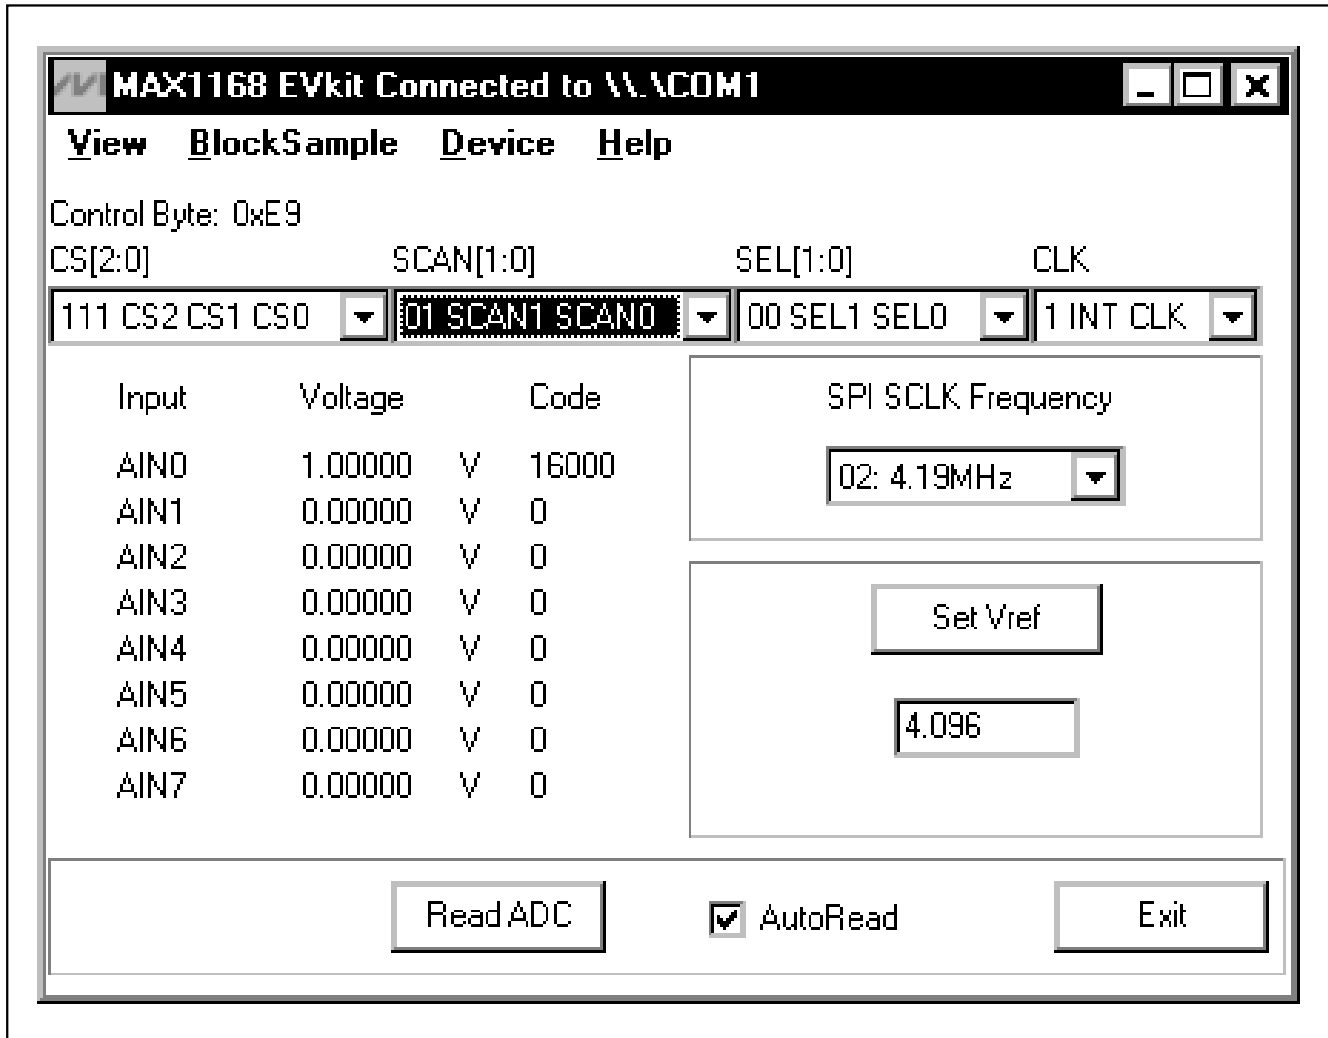 MAX1168 EVkit Connected to \\.\COM1
View BlockSample Device Help
Control Byte: 0xE9
CS[2:0] SCAN[1:0] SEL[1:0] CLK
111 CS2 CS1 CS0 01 SCAN1 SCAN0 00 SEL1 SEL0 1 INT CLK
Input Voltage Code
AIN0 1.00000 V 16000
AIN1 0.00000 V 0
AIN2 0.00000 V 0
AIN3 0.00000 V 0
AIN4 0.00000 V 0
AIN5 0.00000 V 0
AIN6 0.00000 V 0
AIN7 0.00000 V 0
SPI SCLK Frequency
02: 4.19MHz
Set Vref
4.096
Read ADC AutoRead Exit